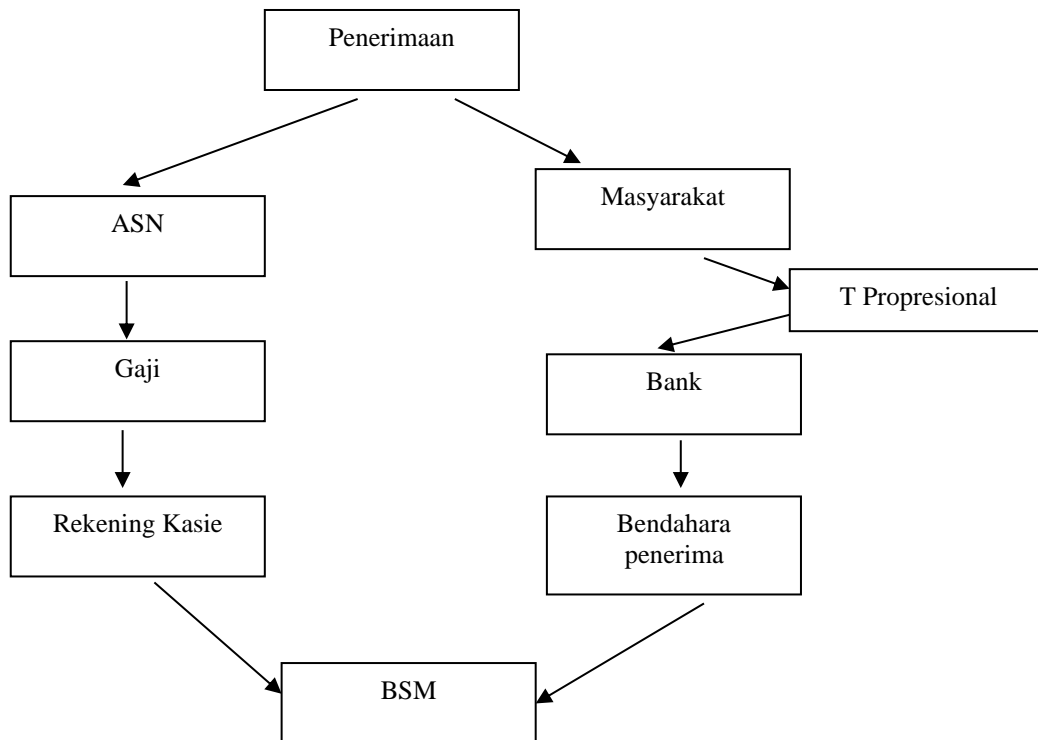 Penerimaan
Masyarakat
ASN
T Propresional
Gaji
Bank
Rekening Kasie
Bendahara
penerima
BSM